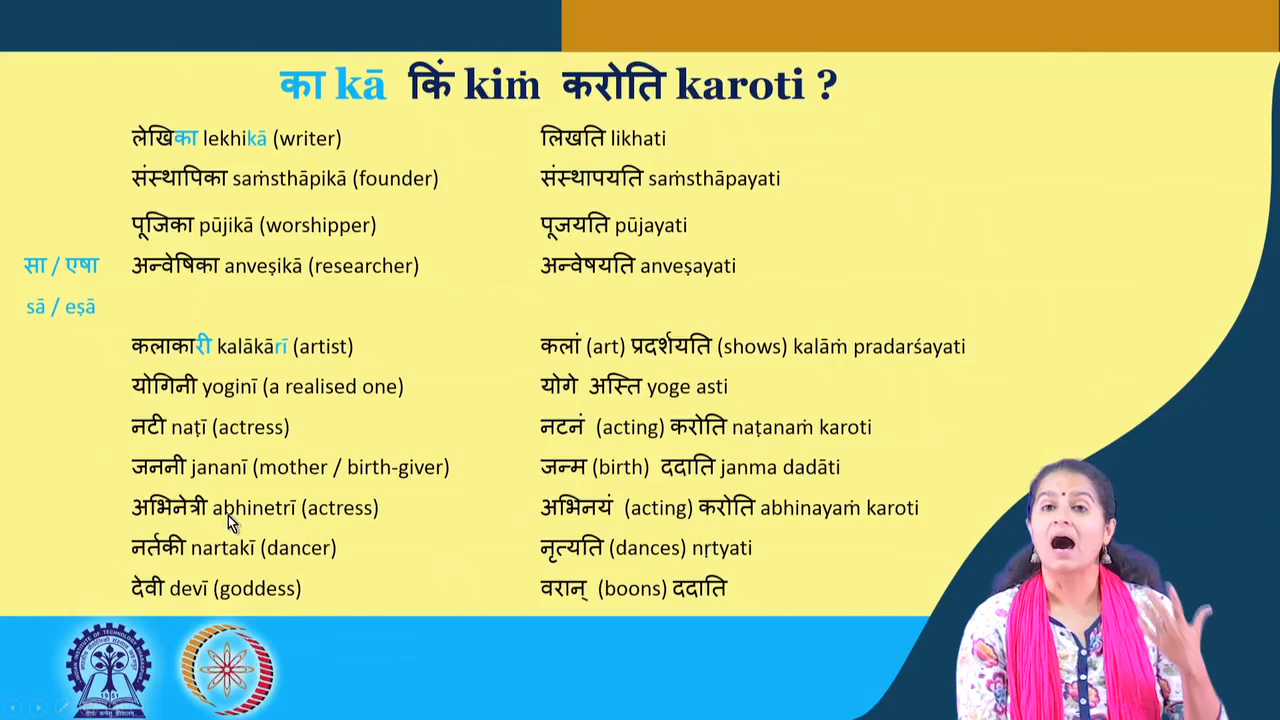 का kā किं kiṁ करोति karoti ?
लेखिका lekhikā (writer) लिखति likhati
संस्थापिका saṁsthāpikā (founder) संस्थापयति saṁsthāpayati
पूजिका pūjikā (worshipper) पूजयति pūjayati
सा / एषा अन्वेषिका anveṣikā (researcher) अन्वेषयति anveṣayati
sā / eṣā
कलाकारी kalākārī (artist) कलां (art) प्रदर्शयति (shows) kalāṁ pradarśayati
योगिनी yoginī (a realised one) योगे अस्ति yoge asti
नटी naṭī (actress) नटनं (acting) करोति naṭanaṁ karoti
जननी jananī (mother / birth-giver) जन्म (birth) ददाति janma dadāti
अभिनेत्री abhinetrī (actress) अभिनयं (acting) करोति abhinayaṁ karoti
नर्तकी nartakī (dancer) नृत्यति (dances) nṛtyati
देवी devī (goddess) वरान् (boons) ददाति